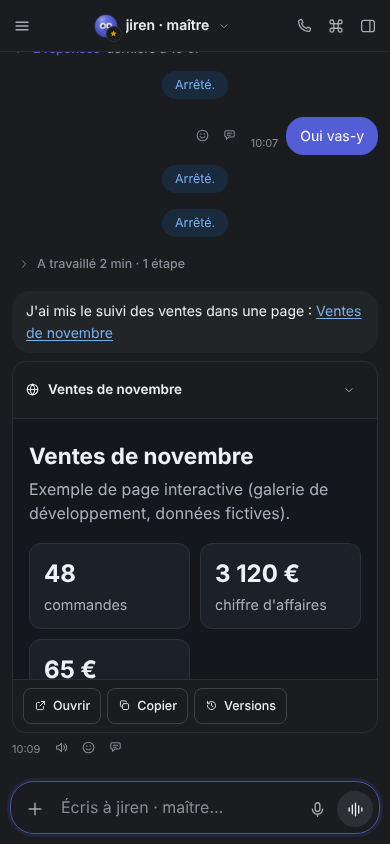 jiren · maître
Arrêté.
10:07
Oui vas-y
Arrêté.
Arrêté.
A travaillé 2 min · 1 étape
J'ai mis le suivi des ventes dans une page : Ventes
de novembre
Ventes de novembre
Ventes de novembre
Exemple de page interactive (galerie de
développement, données fictives).
48
commandes
3 120 €
chiffre d'affaires
65 €
Ouvrir
Copier
Versions
10:09
Écris à jiren · maître...